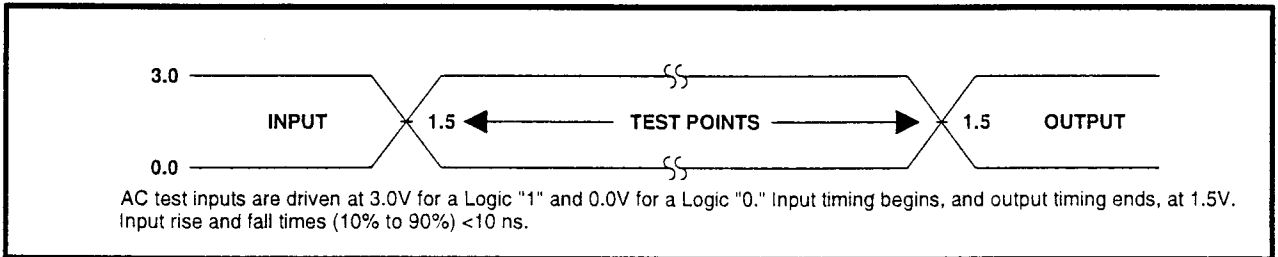 3.0
INPUT 1.5 TEST POINTS 1.5 OUTPUT
0.0
AC test inputs are driven at 3.0V for a Logic "1" and 0.0V for a Logic "0." Input timing begins, and output timing ends, at 1.5V.
Input rise and fall times (10% to 90%) <10 ns.